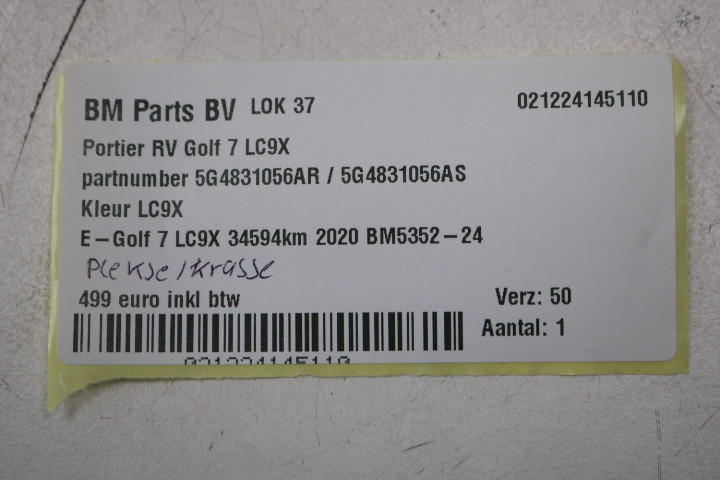 BM Parts BV LOK 37 021224145110
Portier RV Golf 7 LC9X
partnumber 5G4831056AR / 5G4831056AS
Kleur LC9X
E-Golf 7 LC9X 34594km 2020 BM5352-24
Plekje/krasse
499 euro inkl btw Verz: 50
Aantal: 1
021224145110